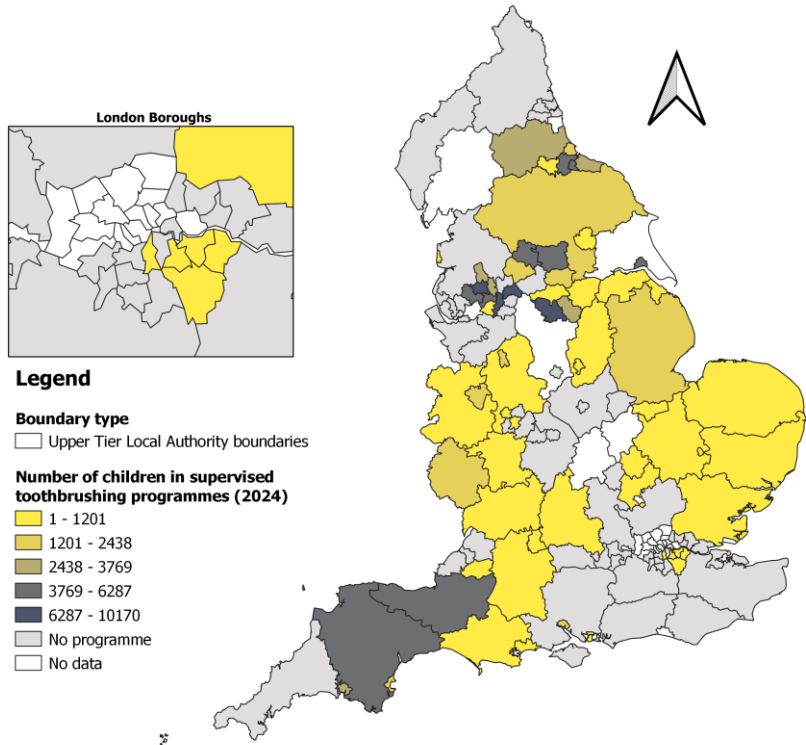 London Boroughs
Legend
Boundary type
Upper Tier Local Authority boundaries
Number of children in supervised
toothbrushing programmes (2024)
1 - 1201
1201 - 2438
2438 - 3769
3769 - 6287
6287 - 10170
No programme
No data